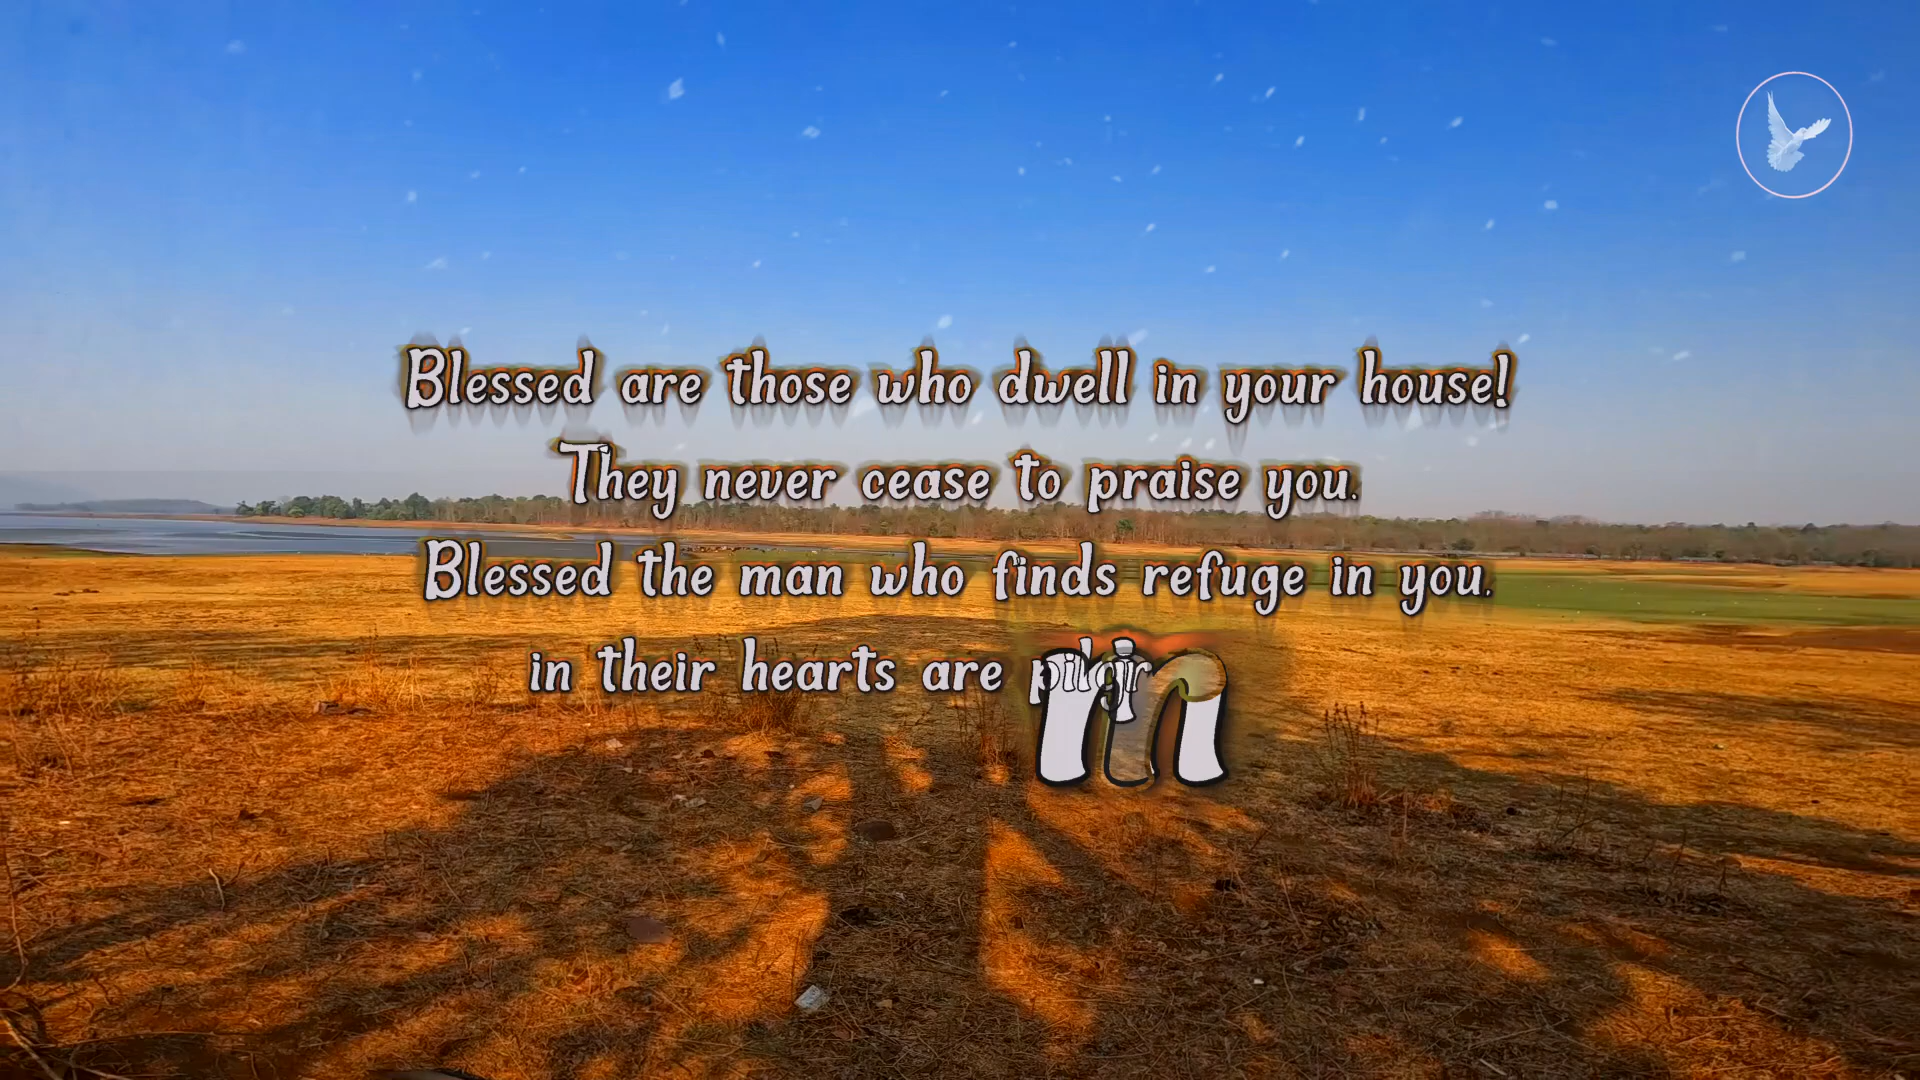 Blessed are those who dwell in your house!
They never cease to praise you.
Blessed the man who finds refuge in you,
in their hearts are pilgr